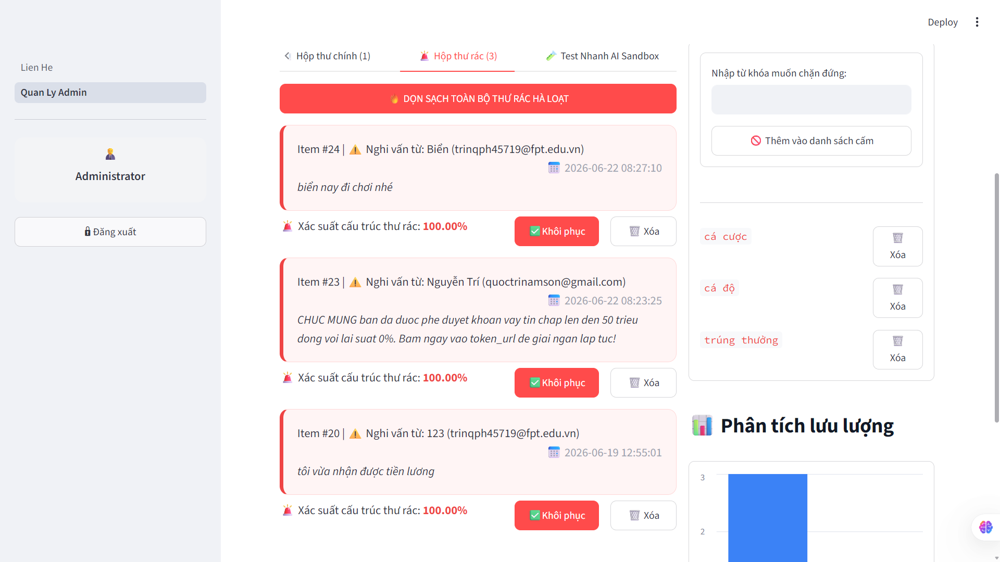 Deploy
Lien He
Quan Ly Admin
Administrator
Đăng xuất
Hộp thư chính (1)
Hộp thư rác (3)
Test Nhanh AI Sandbox
DỌN SẠCH TOÀN BỘ THƯ RÁC HÀ LOẠT
Item #24 | ⚠️ Nghi vấn từ: Biển (trinqph45719@fpt.edu.vn)
2026-06-22 08:27:10
biển nay đi chơi nhé
Xác suất cấu trúc thư rác: 100.00%
Khôi phục
Xóa
Item #23 | ⚠️ Nghi vấn từ: Nguyễn Trí (quoctrinamson@gmail.com)
2026-06-22 08:23:25
CHUC MUNG ban da duoc phe duyet khoan vay tin chap len den 50 trieu
dong voi lai suat 0%. Bam ngay vao token_url de giai ngan lap tuc!
Xác suất cấu trúc thư rác: 100.00%
Khôi phục
Xóa
Item #20 | ⚠️ Nghi vấn từ: 123 (trinqph45719@fpt.edu.vn)
2026-06-19 12:55:01
tôi vừa nhận được tiền lương
Xác suất cấu trúc thư rác: 100.00%
Khôi phục
Xóa
Nhập từ khóa muốn chặn đứng:
Thêm vào danh sách cấm
cá cược
Xóa
cá độ
Xóa
trúng thưởng
Xóa
Phân tích lưu lượng
3
2